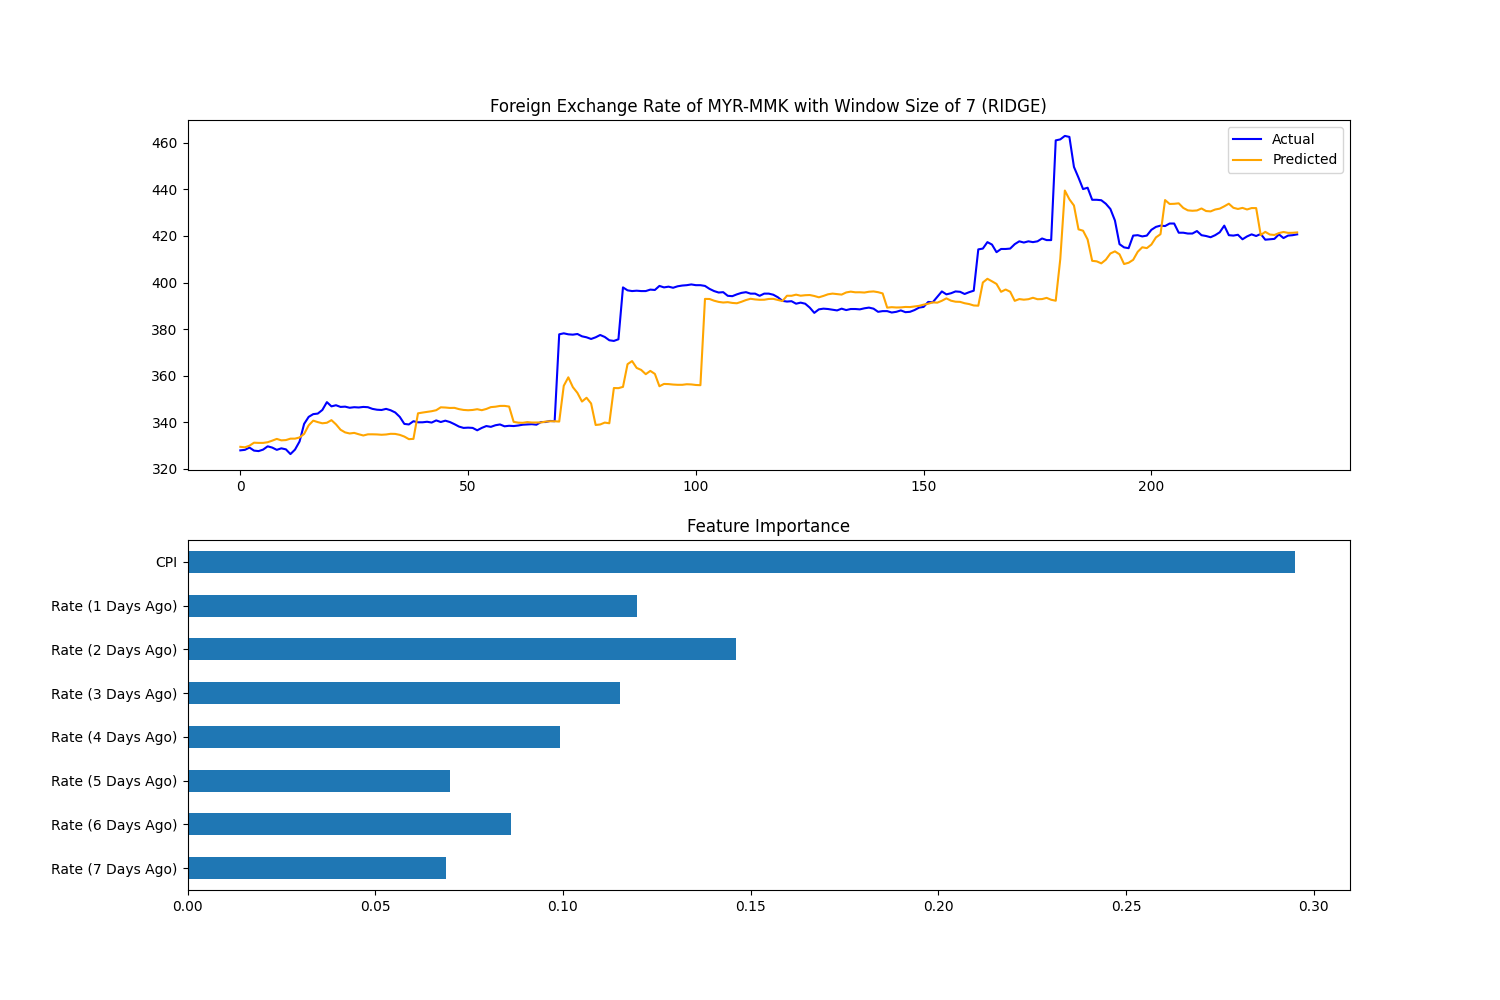 Foreign Exchange Rate of MYR-MMK with Window Size of 7 (RIDGE)
460
440
420
400
380
360
340
320
Actual
Predicted
0 50 100 150 200
Feature Importance
CPI
Rate (1 Days Ago)
Rate (2 Days Ago)
Rate (3 Days Ago)
Rate (4 Days Ago)
Rate (5 Days Ago)
Rate (6 Days Ago)
Rate (7 Days Ago)
0.00 0.05 0.10 0.15 0.20 0.25 0.30